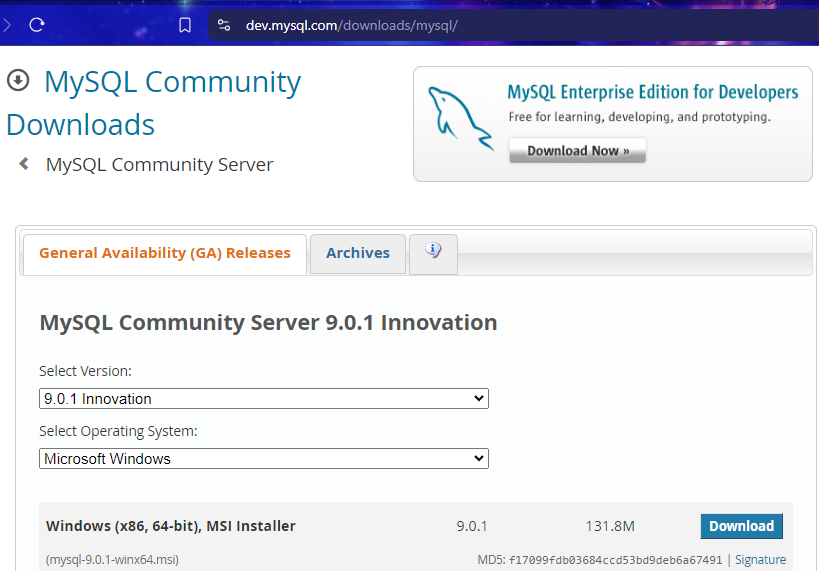 dev.mysql.com/downloads/mysql/
MySQL Community
Downloads
MySQL Community Server
MySQL Enterprise Edition for Developers
Free for learning, developing, and prototyping.
Download Now »
General Availability (GA) Releases
Archives
MySQL Community Server 9.0.1 Innovation
Select Version:
9.0.1 Innovation
Select Operating System:
Microsoft Windows
Windows (x86, 64-bit), MSI Installer 9.0.1 131.8M Download
(mysql-9.0.1-winx64.msi) MD5: f17099fdb03684ccd53bd9deb6a67491 | Signature